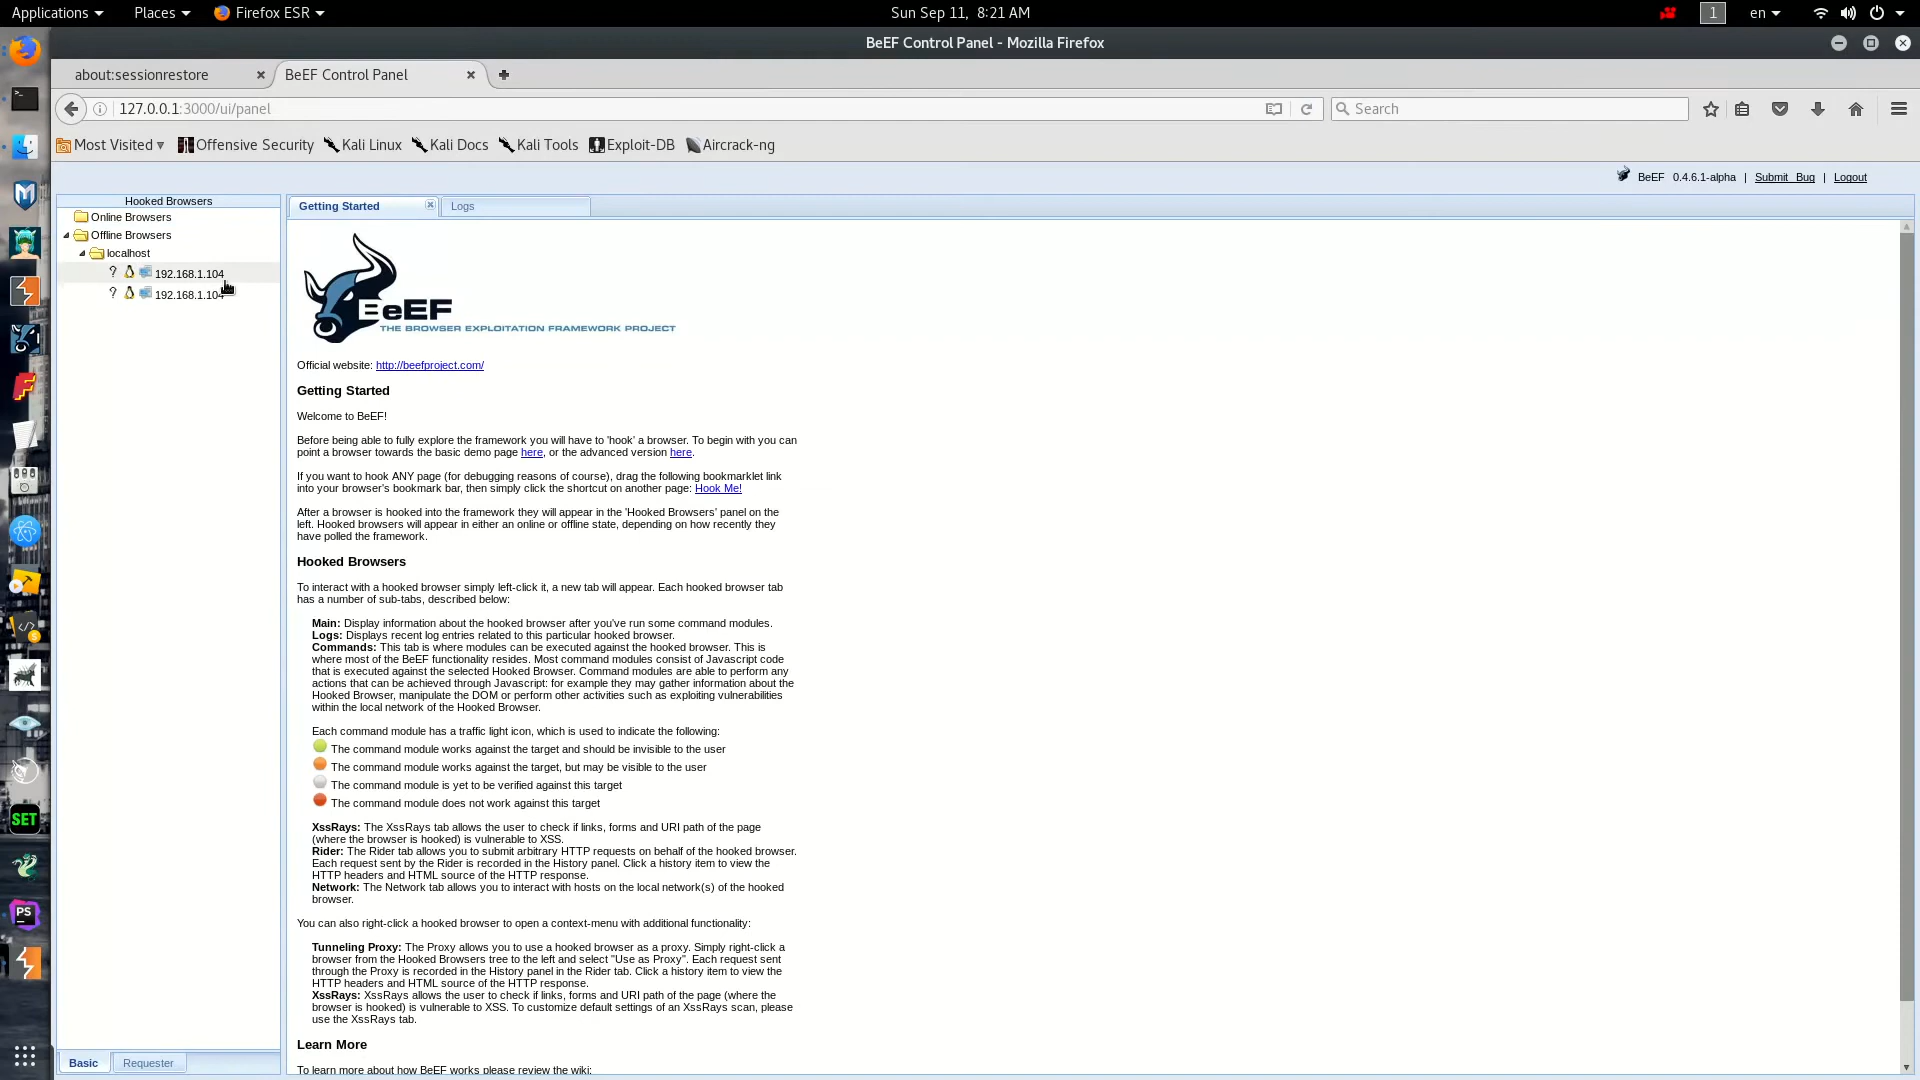 Applications Places Firefox ESR Sun Sep 11, 8:21 AM 1 en
BeEF Control Panel - Mozilla Firefox
about:sessionrestore BeEF Control Panel
127.0.0.1:3000/ui/panel Search
Most Visited Offensive Security Kali Linux Kali Docs Kali Tools Exploit-DB Aircrack-ng
BeEF 0.4.6.1-alpha | Submit Bug | Logout
Hooked Browsers
Online Browsers
Offline Browsers
localhost
? 192.168.1.104
? 192.168.1.104
Basic Requester
Getting Started Logs
BeEF
THE BROWSER EXPLOITATION FRAMEWORK PROJECT
Official website: http://beefproject.com/
Getting Started
Welcome to BeEF!
Before being able to fully explore the framework you will have to 'hook' a browser. To begin with you can
point a browser towards the basic demo page here, or the advanced version here.
If you want to hook ANY page (for debugging reasons of course), drag the following bookmarklet link
into your browser's bookmark bar, then simply click the shortcut on another page: Hook Me!
After a browser is hooked into the framework they will appear in the 'Hooked Browsers' panel on the
left. Hooked browsers will appear in either an online or offline state, depending on how recently they
have polled the framework.
Hooked Browsers
To interact with a hooked browser simply left-click it, a new tab will appear. Each hooked browser tab
has a number of sub-tabs, described below:
Main: Display information about the hooked browser after you've run some command modules.
Logs: Displays recent log entries related to this particular hooked browser.
Commands: This tab is where modules can be executed against the hooked browser. This is
where most of the BeEF functionality resides. Most command modules consist of Javascript code
that is executed against the selected Hooked Browser. Command modules are able to perform any
actions that can be achieved through Javascript: for example they may gather information about the
Hooked Browser, manipulate the DOM or perform other activities such as exploiting vulnerabilities
within the local network of the Hooked Browser.
Each command module has a traffic light icon, which is used to indicate the following:
The command module works against the target and should be invisible to the user
The command module works against the target, but may be visible to the user
The command module is yet to be verified against this target
The command module does not work against this target
XssRays: The XssRays tab allows the user to check if links, forms and URI path of the page
(where the browser is hooked) is vulnerable to XSS.
Rider: The Rider tab allows you to submit arbitrary HTTP requests on behalf of the hooked browser.
Each request sent by the Rider is recorded in the History panel. Click a history item to view the
HTTP headers and HTML source of the HTTP response.
Network: The Network tab allows you to interact with hosts on the local network(s) of the hooked
browser.
You can also right-click a hooked browser to open a context-menu with additional functionality:
Tunneling Proxy: The Proxy allows you to use a hooked browser as a proxy. Simply right-click a
browser from the Hooked Browsers tree to the left and select "Use as Proxy". Each request sent
through the Proxy is recorded in the History panel in the Rider tab. Click a history item to view the
HTTP headers and HTML source of the HTTP response.
XssRays: XssRays allows the user to check if links, forms and URI path of the page (where the
browser is hooked) is vulnerable to XSS. To customize default settings of an XssRays scan, please
use the XssRays tab.
Learn More
To learn more about how BeEF works please review the wiki:
SET
PS